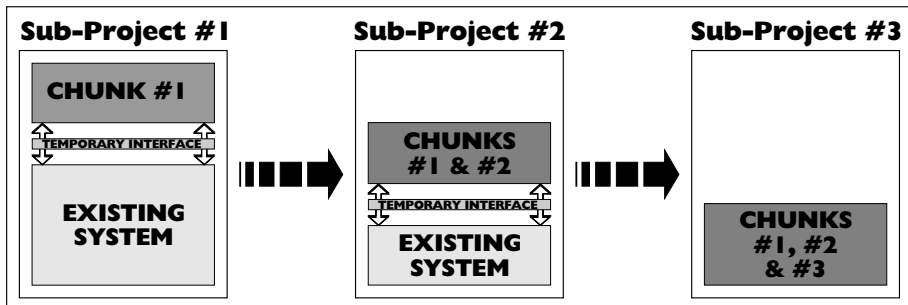 Sub-Project #1
CHUNK #1
TEMPORARY INTERFACE
EXISTING
SYSTEM
Sub-Project #2
CHUNKS
#1 & #2
TEMPORARY INTERFACE
EXISTING
SYSTEM
Sub-Project #3
CHUNKS
#1, #2
& #3